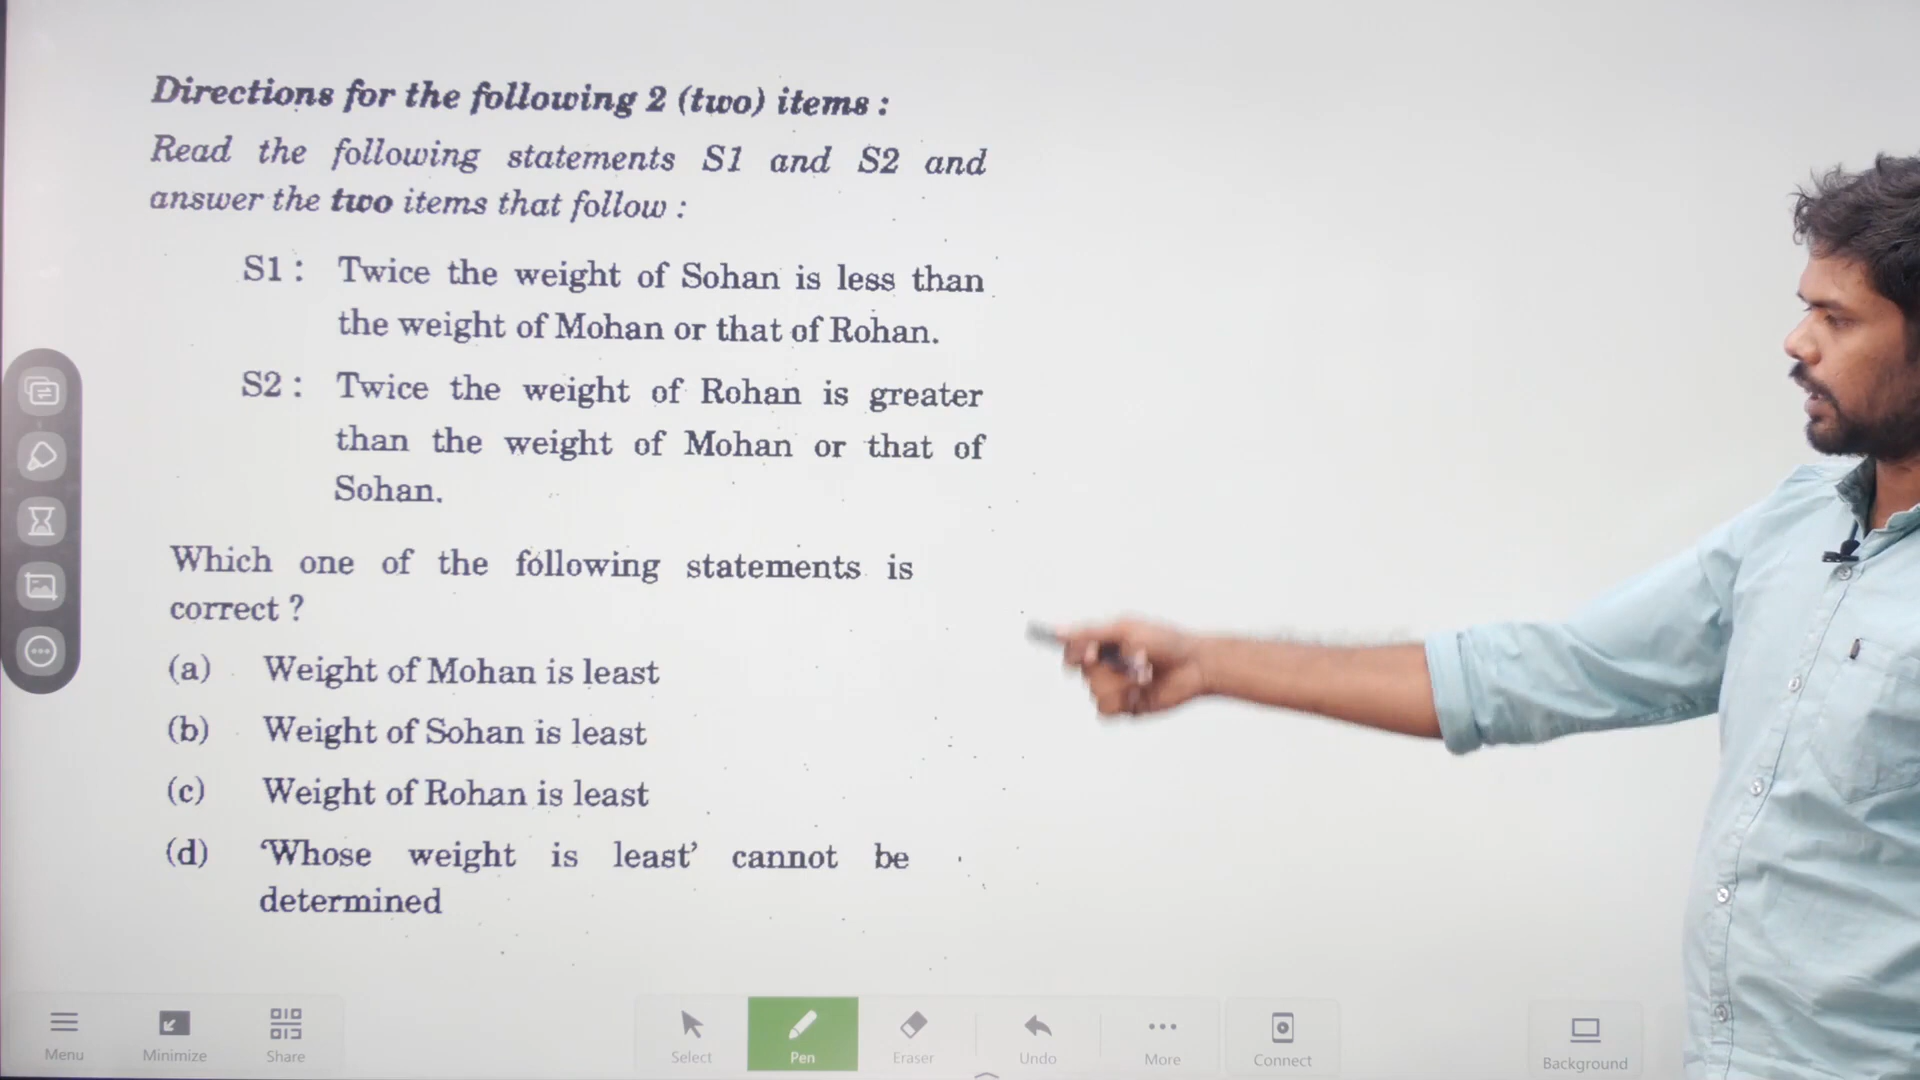 Directions for the following 2 (two) items :
Read the following statements S1 and S2 and
answer the two items that follow :
S1 : Twice the weight of Sohan is less than
the weight of Mohan or that of Rohan.
S2 : Twice the weight of Rohan is greater
than the weight of Mohan or that of
Sohan.
Which one of the following statements is
correct ?
(a) Weight of Mohan is least
(b) Weight of Sohan is least
(c) Weight of Rohan is least
(d) ‘Whose weight is least’ cannot be
determined
Menu Minimize Share Select Pen Eraser Undo More Connect Background